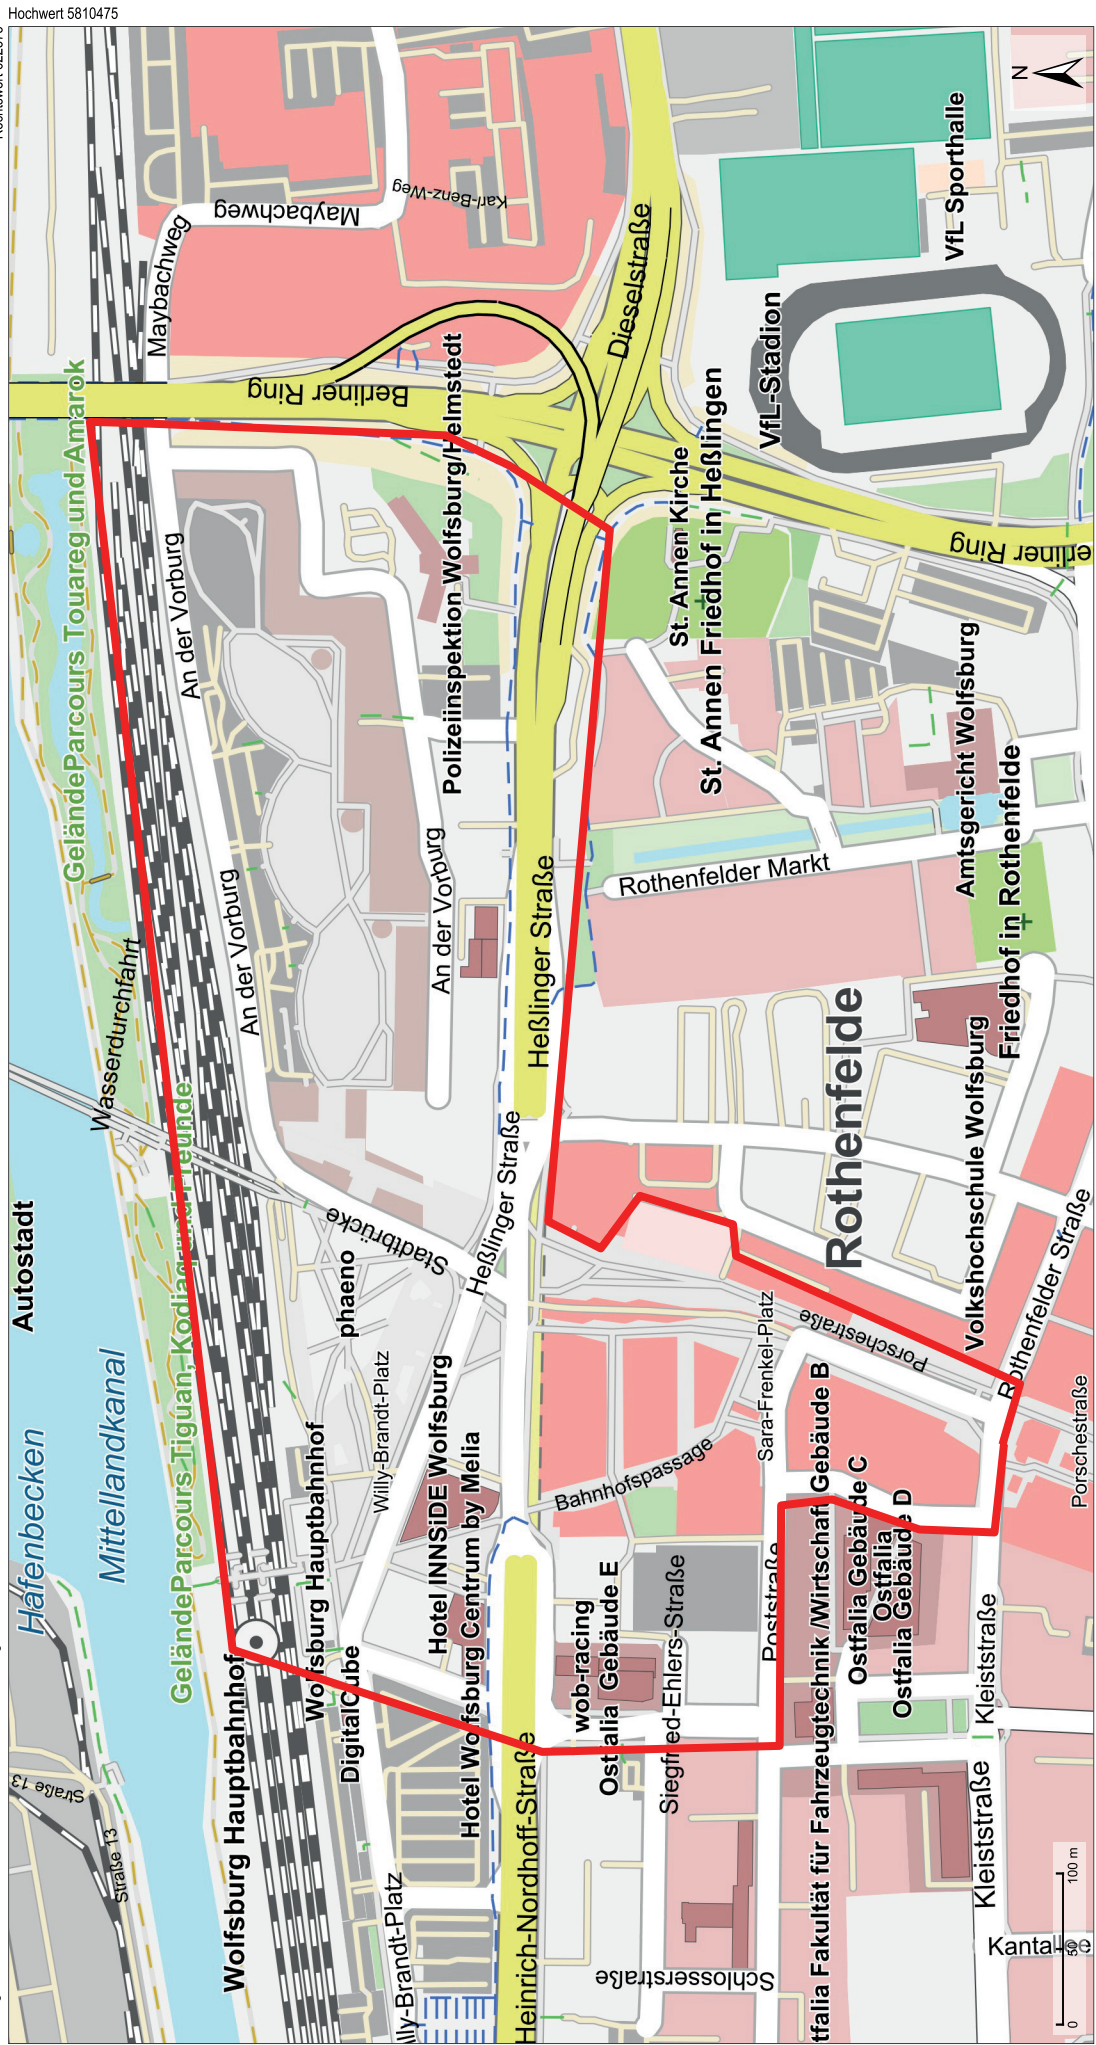 Hochwert 5810475
N
Maybachweg
Maybachweg
Karl-Benz-Weg
VfL Sporthalle
Dieselstraße
VfL-Stadion
Berliner Ring
GeländeParcours Touareg und Amarok
Polizeiinspektion Wolfsburg/Helmstedt
St. Annen Kirche
St. Annen Friedhof in Heßlingen
Berliner Ring
An der Vorburg
An der Vorburg
An der Vorburg
Heßlinger Straße
Rothenfelder Markt
Amtsgericht Wolfsburg
Friedhof in Rothenfelde
Wasserdurchfahrt
Rothenfelde
Volkshochschule Wolfsburg
Autostadt
GeländeParcours Tiguan, Kodiaq und Freunde
Stadtbrücke
Heßlinger Straße
phaeno
Willy-Brandt-Platz
Sara-Frenkel-Platz
Porschestraße
Rothenfelder Straße
Porschestraße
Hafenbecken
Mittellandkanal
Wolfsburg Hauptbahnhof
Wolfsburg Hauptbahnhof
DigitalCube
Hotel INNSiDE Wolfsburg
Hotel Wolfsburg Centrum by Melia
Bahnhofspassage
wob-racing
Ostfalia Gebäude E
Siegfried-Ehlers-Straße
Poststraße
tfalia Fakultät für Fahrzeugtechnik /Wirtschaft Gebäude B
Ostfalia Gebäude C
Ostfalia
Ostfalia Gebäude D
Kleiststraße
Kleiststraße
Straße 13
Straße 13
lly-Brandt-Platz
Heinrich-Nordhoff-Straße
Schlosserstraße
Kantallee
0 50 100 m